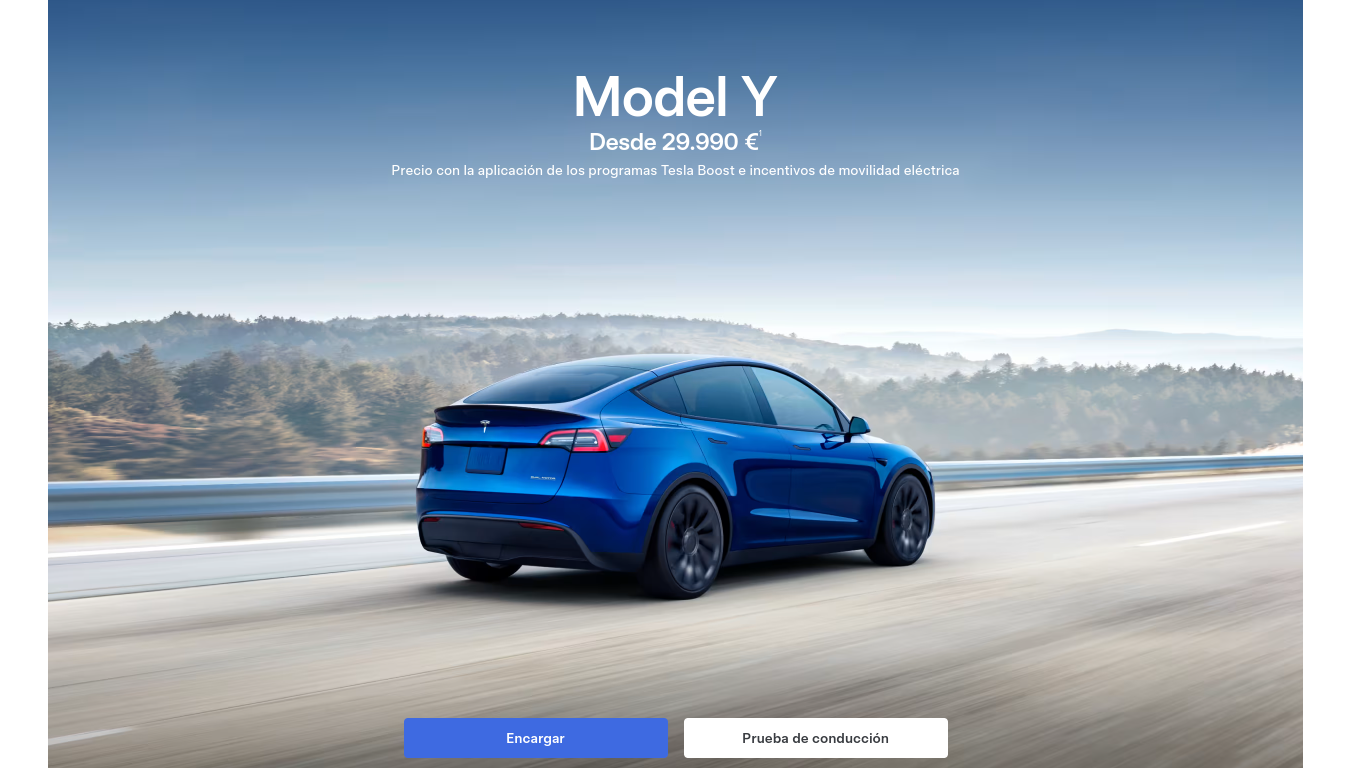 Model Y
Desde 29.990 €†
Precio con la aplicación de los programas Tesla Boost e incentivos de movilidad eléctrica
Encargar
Prueba de conducción